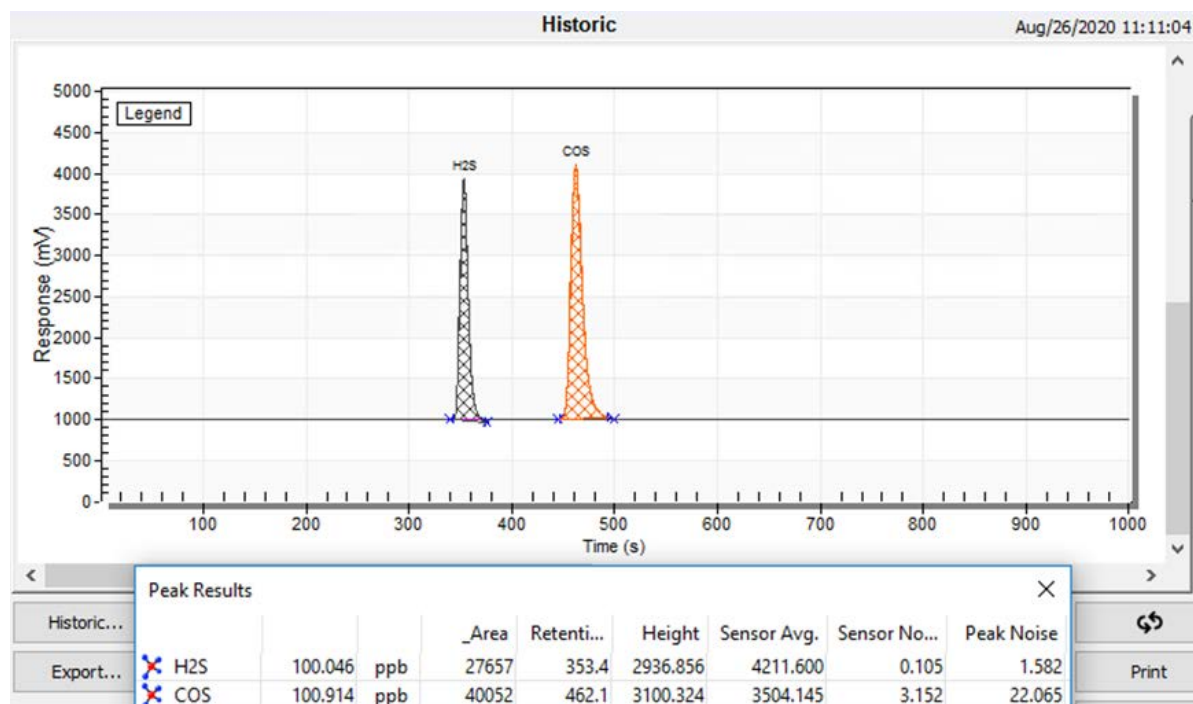 Historic
Aug/26/2020 11:11:04
Legend
H2S
COS
5000
4500
4000
3500
3000
2500
2000
1500
1000
500
0
Response (mV)
100 200 300 400 500 600 700 800 900 1000
Time (s)
Peak Results
_Area Retenti... Height Sensor Avg. Sensor No... Peak Noise
H2S 100.046 ppb 27657 353.4 2936.856 4211.600 0.105 1.582
COS 100.914 ppb 40052 462.1 3100.324 3504.145 3.152 22.065
Historic...
Export...
Print